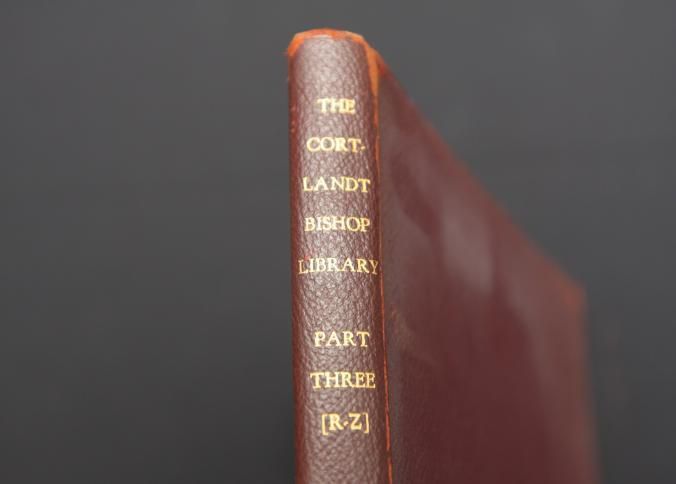 THE
CORT-
LANDT
BISHOP
LIBRARY
PART
THREE
[R-Z]